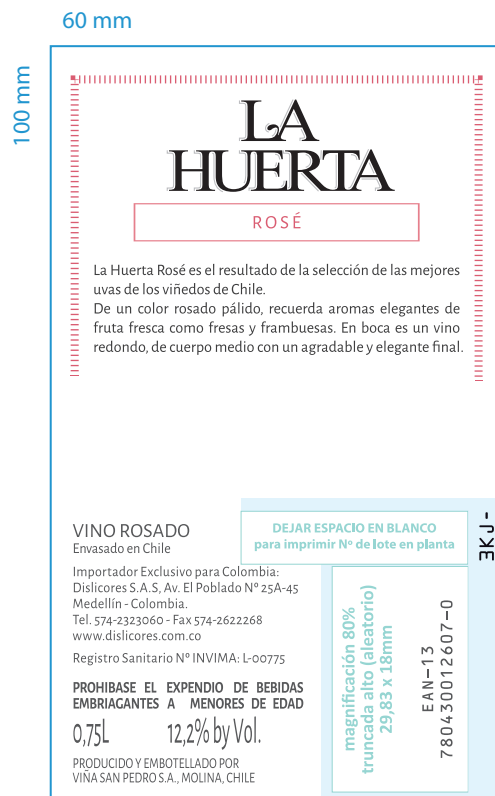 60 mm
100 mm
LA
HUERTA
ROSÉ
La Huerta Rosé es el resultado de la selección de las mejores
uvas de los viñedos de Chile.
De un color rosado pálido, recuerda aromas elegantes de
fruta fresca como fresas y frambuesas. En boca es un vino
redondo, de cuerpo medio con un agradable y elegante final.
VINO ROSADO
Envasado en Chile
Importador Exclusivo para Colombia:
Dislicores S.A.S, Av. El Poblado Nº 25A-45
Medellín - Colombia.
Tel. 574-2323060 - Fax 574-2622268
www.dislicores.com.co
Registro Sanitario Nº INVIMA: L-00775
PROHIBASE EL EXPENDIO DE BEBIDAS
EMBRIAGANTES A MENORES DE EDAD
0,75L 12,2% by Vol.
PRODUCIDO Y EMBOTELLADO POR
VIÑA SAN PEDRO S.A., MOLINA, CHILE
DEJAR ESPACIO EN BLANCO
para imprimir Nº de lote en planta
3KJ-
magnificación 80%
truncada alto (aleatorio)
29,83 x 18mm
EAN-13
780430012607-0